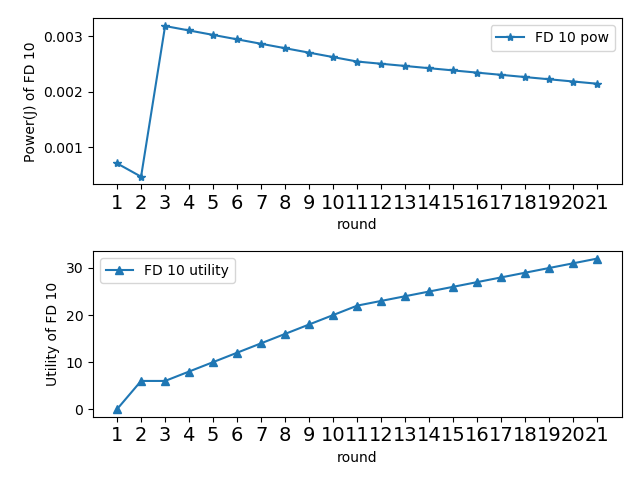 Power(J) of FD 10
0.003
0.002
0.001
FD 10 pow
1 2 3 4 5 6 7 8 9 10 11 12 13 14 15 16 17 18 19 20 21
round
Utility of FD 10
30
20
10
0
FD 10 utility
1 2 3 4 5 6 7 8 9 10 11 12 13 14 15 16 17 18 19 20 21
round